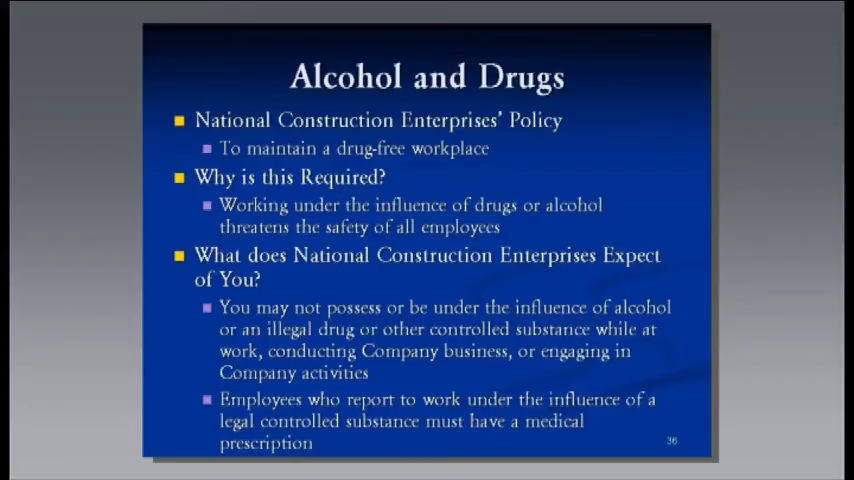 Alcohol and Drugs
National Construction Enterprises' Policy
To maintain a drug-free workplace
Why is this Required?
Working under the influence of drugs or alcohol
threatens the safety of all employees
What does National Construction Enterprises Expect
of You?
You may not possess or be under the influence of alcohol
or an illegal drug or other controlled substance while at
work, conducting Company business, or engaging in
Company activities
Employees who report to work under the influence of a
legal controlled substance must have a medical
prescription
36